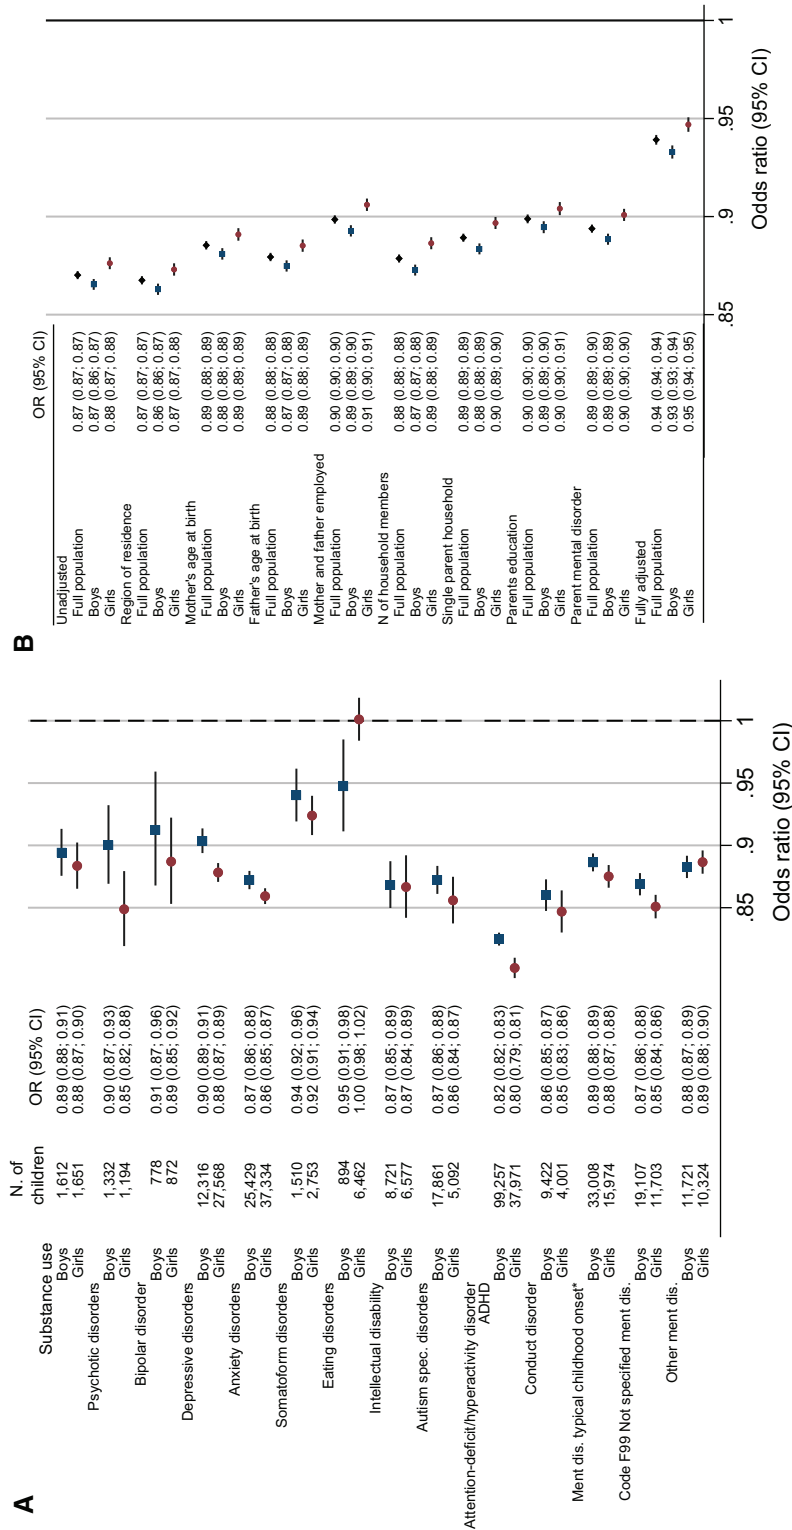 A
N. of
children
OR (95% CI)
Substance use
Boys 1,612 0.89 (0.88; 0.91)
Girls 1,651 0.88 (0.87; 0.90)
Psychotic disorders
Boys 1,332 0.90 (0.87; 0.93)
Girls 1,194 0.85 (0.82; 0.88)
Bipolar disorder
Boys 778 0.91 (0.87; 0.96)
Girls 872 0.89 (0.85; 0.92)
Depressive disorders
Boys 12,316 0.90 (0.89; 0.91)
Girls 27,568 0.88 (0.87; 0.89)
Anxiety disorders
Boys 25,429 0.87 (0.86; 0.88)
Girls 37,334 0.86 (0.85; 0.87)
Somatoform disorders
Boys 1,510 0.94 (0.92; 0.96)
Girls 2,753 0.92 (0.91; 0.94)
Eating disorders
Boys 894 0.95 (0.91; 0.98)
Girls 6,462 1.00 (0.98; 1.02)
Intellectual disability
Boys 8,721 0.87 (0.85; 0.89)
Girls 6,577 0.87 (0.84; 0.89)
Autism spec. disorders
Boys 17,861 0.87 (0.86; 0.88)
Girls 5,092 0.86 (0.84; 0.87)
Attention-deficit/hyperactivity disorder
ADHD
Boys 99,257 0.82 (0.82; 0.83)
Girls 37,971 0.80 (0.79; 0.81)
Conduct disorder
Boys 9,422 0.86 (0.85; 0.87)
Girls 4,001 0.85 (0.83; 0.86)
Ment dis. typical childhood onset*
Boys 33,008 0.89 (0.88; 0.89)
Girls 15,974 0.88 (0.87; 0.88)
Code F99 Not specified ment dis.
Boys 19,107 0.87 (0.86; 0.88)
Girls 11,703 0.85 (0.84; 0.86)
Other ment dis.
Boys 11,721 0.88 (0.87; 0.89)
Girls 10,324 0.89 (0.88; 0.90)
.85 .9 .95 1
Odds ratio (95% CI)
B
OR (95% CI)
Unadjusted
Full population 0.87 (0.87; 0.87)
Boys 0.87 (0.86; 0.87)
Girls 0.88 (0.87; 0.88)
Region of residence
Full population 0.87 (0.87; 0.87)
Boys 0.86 (0.86; 0.87)
Girls 0.87 (0.87; 0.88)
Mother's age at birth
Full population 0.89 (0.88; 0.89)
Boys 0.88 (0.88; 0.88)
Girls 0.89 (0.89; 0.89)
Father's age at birth
Full population 0.88 (0.88; 0.88)
Boys 0.87 (0.87; 0.88)
Girls 0.89 (0.88; 0.89)
Mother and father employed
Full population 0.90 (0.90; 0.90)
Boys 0.89 (0.89; 0.90)
Girls 0.91 (0.90; 0.91)
N of household members
Full population 0.88 (0.88; 0.88)
Boys 0.87 (0.87; 0.88)
Girls 0.89 (0.88; 0.89)
Single parent household
Full population 0.89 (0.89; 0.89)
Boys 0.88 (0.88; 0.89)
Girls 0.90 (0.89; 0.90)
Parents education
Full population 0.90 (0.90; 0.90)
Boys 0.89 (0.89; 0.90)
Girls 0.90 (0.90; 0.91)
Parent mental disorder
Full population 0.89 (0.89; 0.90)
Boys 0.89 (0.89; 0.89)
Girls 0.90 (0.90; 0.90)
Fully adjusted
Full population 0.94 (0.94; 0.94)
Boys 0.93 (0.93; 0.94)
Girls 0.95 (0.94; 0.95)
.85 .9 .95 1
Odds ratio (95% CI)